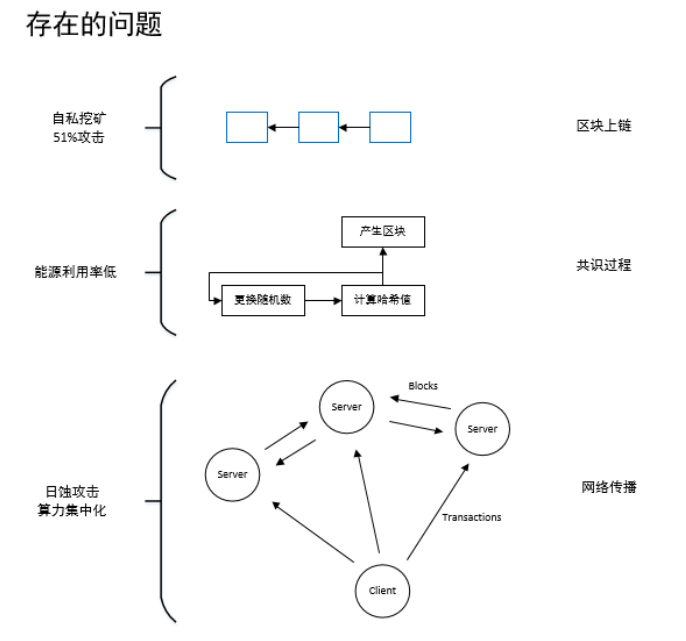 存在的问题
自私挖矿
51%攻击
区块上链
产生区块
能源利用率低
共识过程
更换随机数
计算哈希值
Blocks
Server
Server
Server
日蚀攻击
算力集中化
网络传播
Transactions
Client